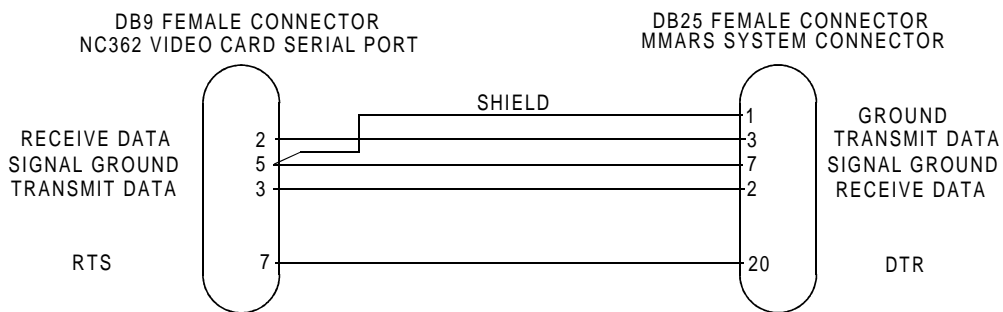 DB9 FEMALE CONNECTOR
NC362 VIDEO CARD SERIAL PORT
DB25 FEMALE CONNECTOR
MMARS SYSTEM CONNECTOR
SHIELD
1 GROUND
RECEIVE DATA 2 3 TRANSMIT DATA
SIGNAL GROUND 5 7 SIGNAL GROUND
TRANSMIT DATA 3 2 RECEIVE DATA
RTS 7 20 DTR